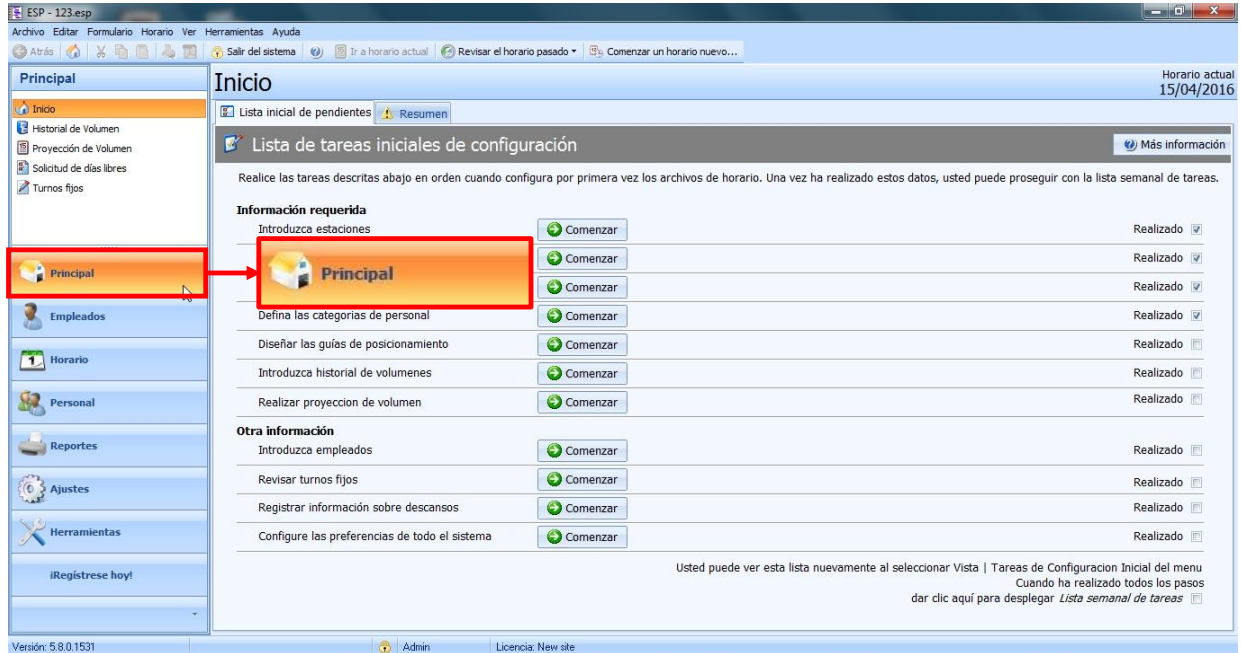 ESP - 123.esp
Archivo Editar Formulario Horario Ver Herramientas Ayuda
Atrás Salir del sistema Ir a horario actual Revisar el horario pasado Comenzar un horario nuevo...
Principal
Inicio
Historial de Volumen
Proyección de Volumen
Solicitud de días libres
Turnos fijos
Principal
Empleados
Horario
Personal
Reportes
Ajustes
Herramientas
¡Regístrese hoy!
Inicio
Horario actual
15/04/2016
Lista inicial de pendientes Resumen
Lista de tareas iniciales de configuración Más información
Realice las tareas descritas abajo en orden cuando configura por primera vez los archivos de horario. Una vez ha realizado estos datos, usted puede proseguir con la lista semanal de tareas.
Información requerida
Introduzca estaciones Comenzar Realizado
Comenzar Realizado
Principal
Comenzar Realizado
Defina las categorias de personal Comenzar Realizado
Diseñar las guías de posicionamiento Comenzar Realizado
Introduzca historial de volumenes Comenzar Realizado
Realizar proyeccion de volumen Comenzar Realizado
Otra información
Introduzca empleados Comenzar Realizado
Revisar turnos fijos Comenzar Realizado
Registrar información sobre descansos Comenzar Realizado
Configure las preferencias de todo el sistema Comenzar Realizado
Usted puede ver esta lista nuevamente al seleccionar Vista | Tareas de Configuracion Inicial del menu
Cuando ha realizado todos los pasos
dar clic aquí para desplegar Lista semanal de tareas
Versión: 5.8.0.1531 Admin Licencia: New site